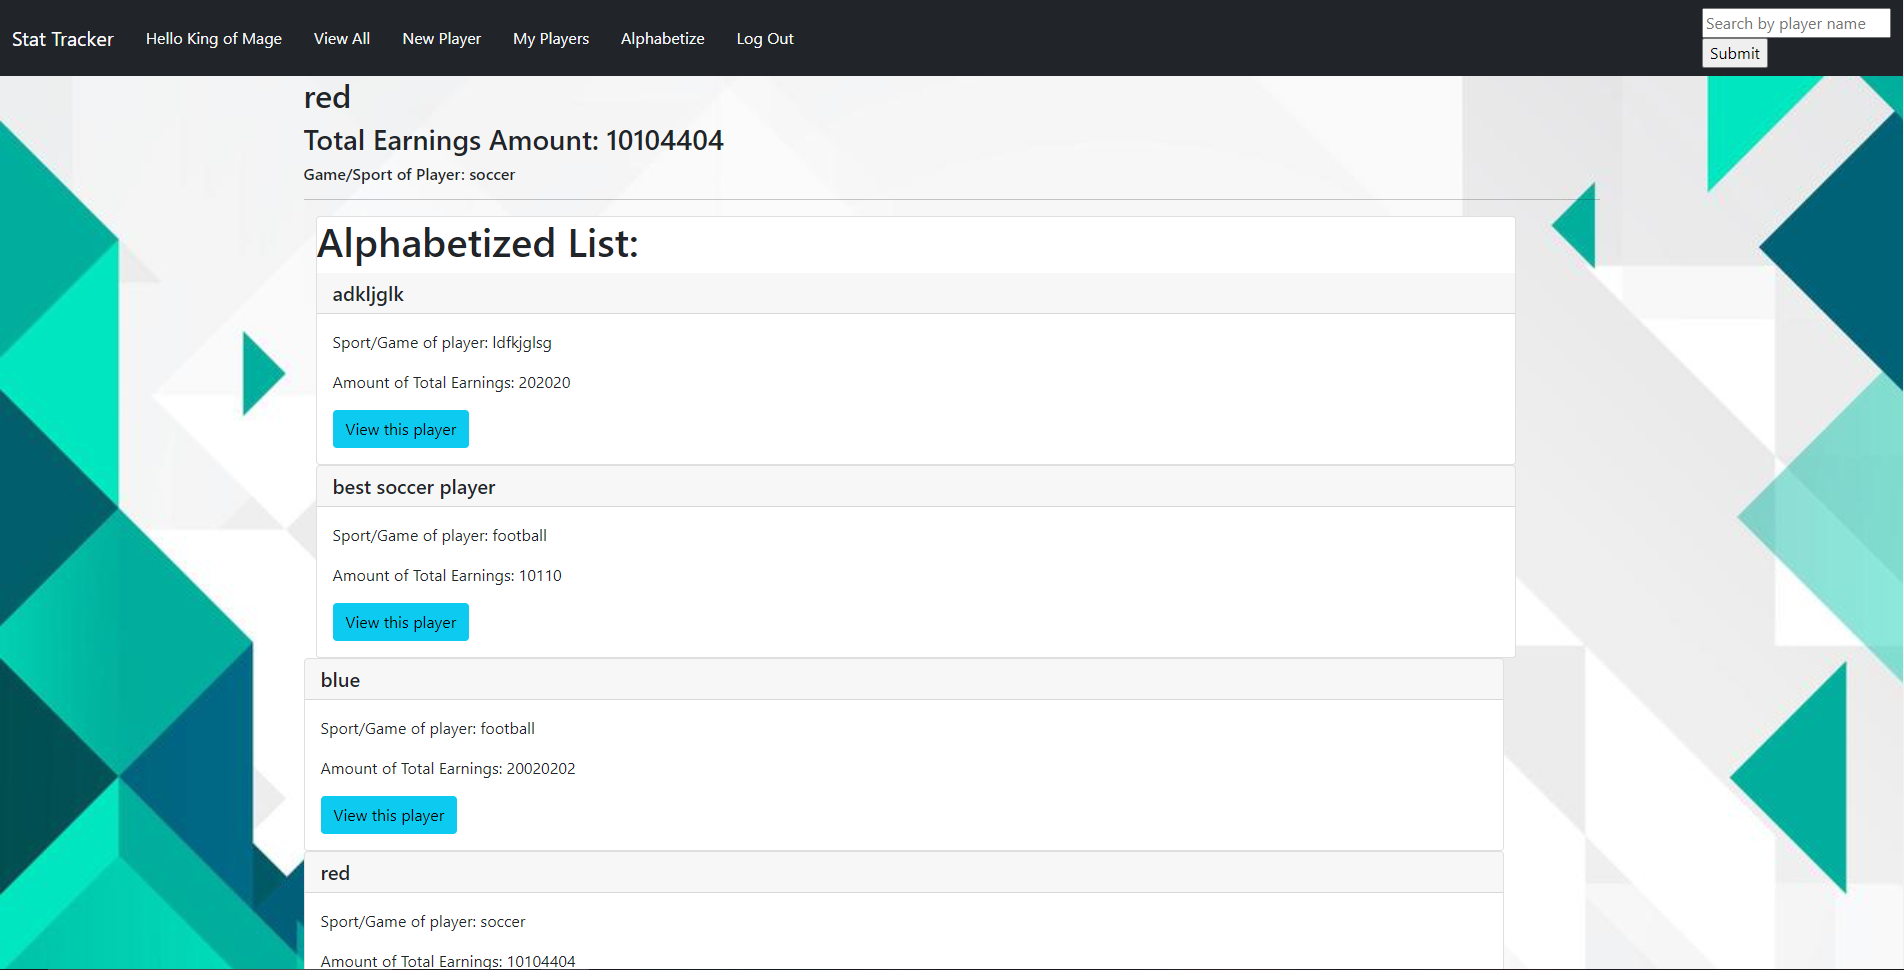 Stat Tracker Hello King of Mage View All New Player My Players Alphabetize Log Out
Search by player name
Submit
red
Total Earnings Amount: 10104404
Game/Sport of Player: soccer
Alphabetized List:
adkljglk
Sport/Game of player: ldfkjglsg
Amount of Total Earnings: 202020
View this player
best soccer player
Sport/Game of player: football
Amount of Total Earnings: 10110
View this player
blue
Sport/Game of player: football
Amount of Total Earnings: 20020202
View this player
red
Sport/Game of player: soccer
Amount of Total Earnings: 10104404